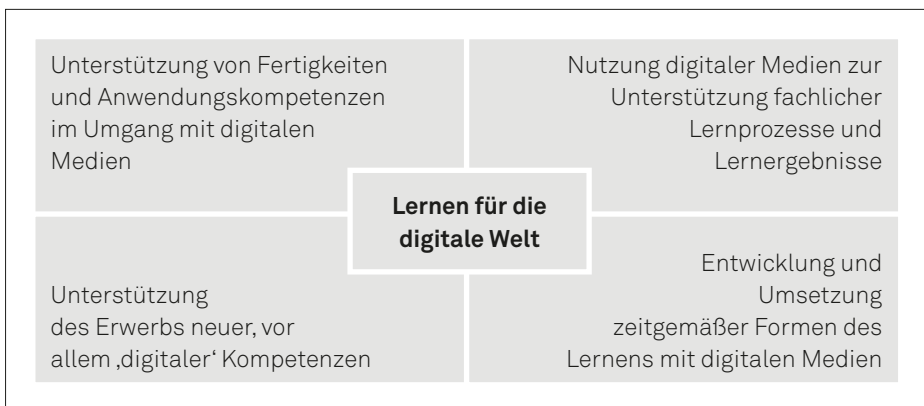 Unterstützung von Fertigkeiten
und Anwendungskompetenzen
im Umgang mit digitalen
Medien
Nutzung digitaler Medien zur
Unterstützung fachlicher
Lernprozesse und
Lernergebnisse
Lernen für die
digitale Welt
Unterstützung
des Erwerbs neuer, vor
allem ‚digitaler‘ Kompetenzen
Entwicklung und
Umsetzung
zeitgemäßer Formen des
Lernens mit digitalen Medien